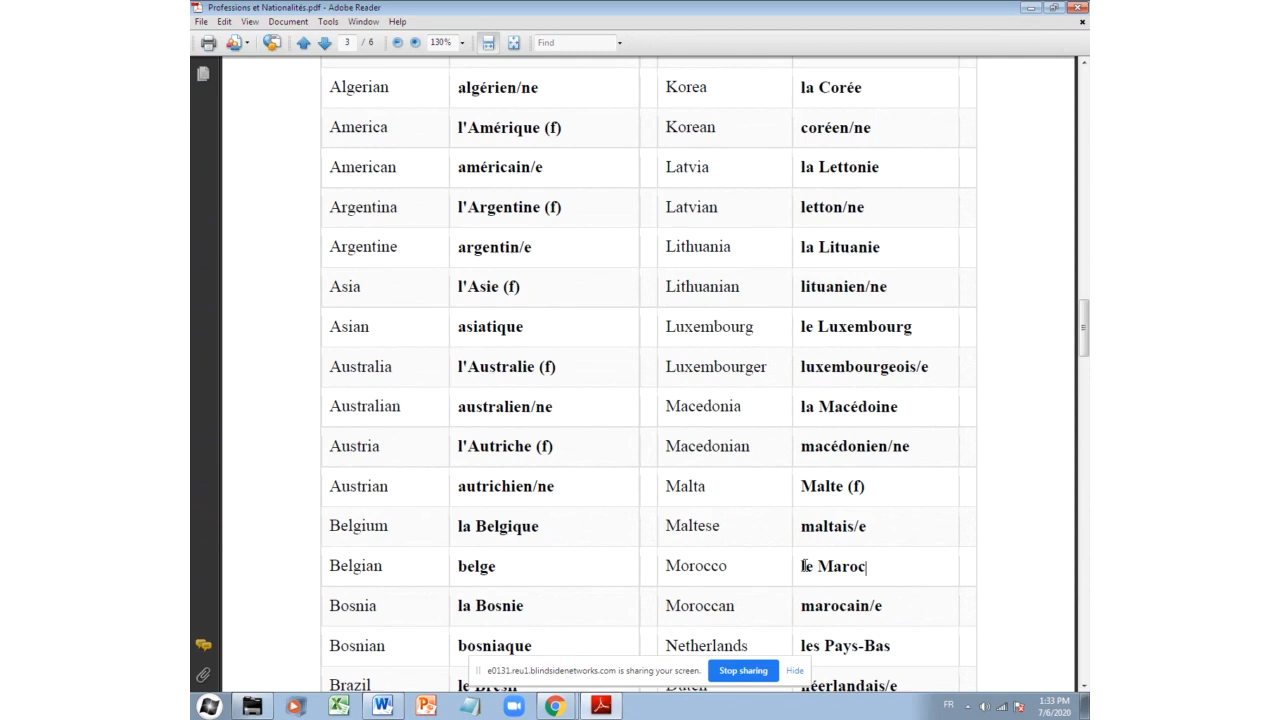 Professions et Nationalités.pdf - Adobe Reader
File Edit View Document Tools Window Help
3 / 6 130% Find
Algerian algérien/ne Korea la Corée
America l'Amérique (f) Korean coréen/ne
American américain/e Latvia la Lettonie
Argentina l'Argentine (f) Latvian letton/ne
Argentine argentin/e Lithuania la Lituanie
Asia l'Asie (f) Lithuanian lituanien/ne
Asian asiatique Luxembourg le Luxembourg
Australia l'Australie (f) Luxembourger luxembourgeois/e
Australian australien/ne Macedonia la Macédoine
Austria l'Autriche (f) Macedonian macédonien/ne
Austrian autrichien/ne Malta Malte (f)
Belgium la Belgique Maltese maltais/e
Belgian belge Morocco le Maroc
Bosnia la Bosnie Moroccan marocain/e
Bosnian bosniaque Netherlands les Pays-Bas
e0131.reu1.blindsidenetworks.com is sharing your screen. Stop sharing Hide
Brazil le Brésil Dutch néerlandais/e
FR 1:33 PM
7/6/2020